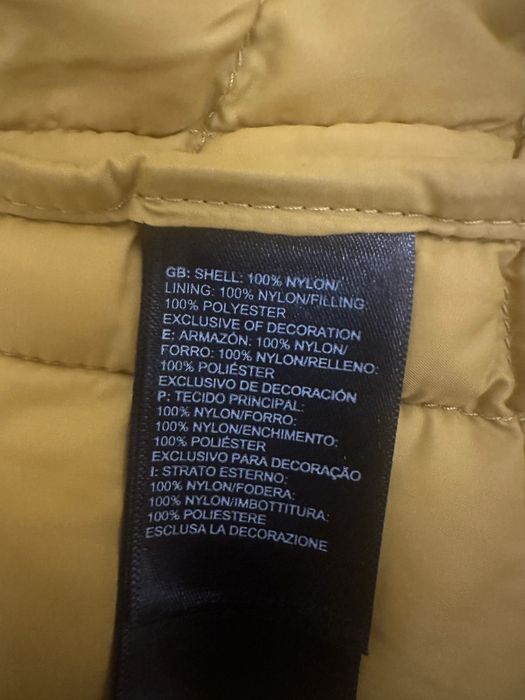 GB: SHELL: 100% NYLON/
LINING: 100% NYLON/FILLING:
100% POLYESTER
EXCLUSIVE OF DECORATION
E: ARMAZÓN: 100% NYLON/
FORRO: 100% NYLON/RELLENO:
100% POLIÉSTER
EXCLUSIVO DE DECORACIÓN
P: TECIDO PRINCIPAL:
100% NYLON/FORRO:
100% NYLON/ENCHIMENTO:
100% POLIÉSTER
EXCLUSIVO PARA DECORAÇÃO
I: STRATO ESTERNO:
100% NYLON/FODERA:
100% NYLON/IMBOTTITURA:
100% POLIESTERE
ESCLUSA LA DECORAZIONE